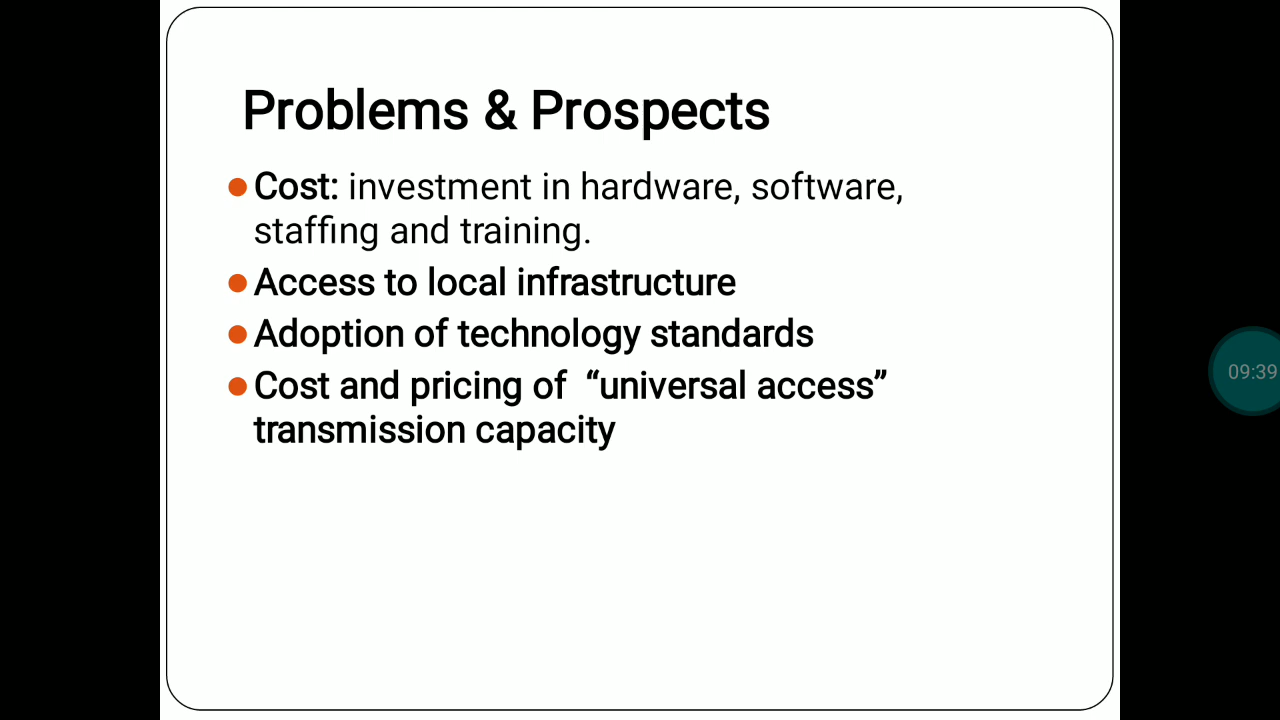 Problems & Prospects
Cost: investment in hardware, software,
staffing and training.
Access to local infrastructure
Adoption of technology standards
Cost and pricing of “universal access”
transmission capacity
09:39